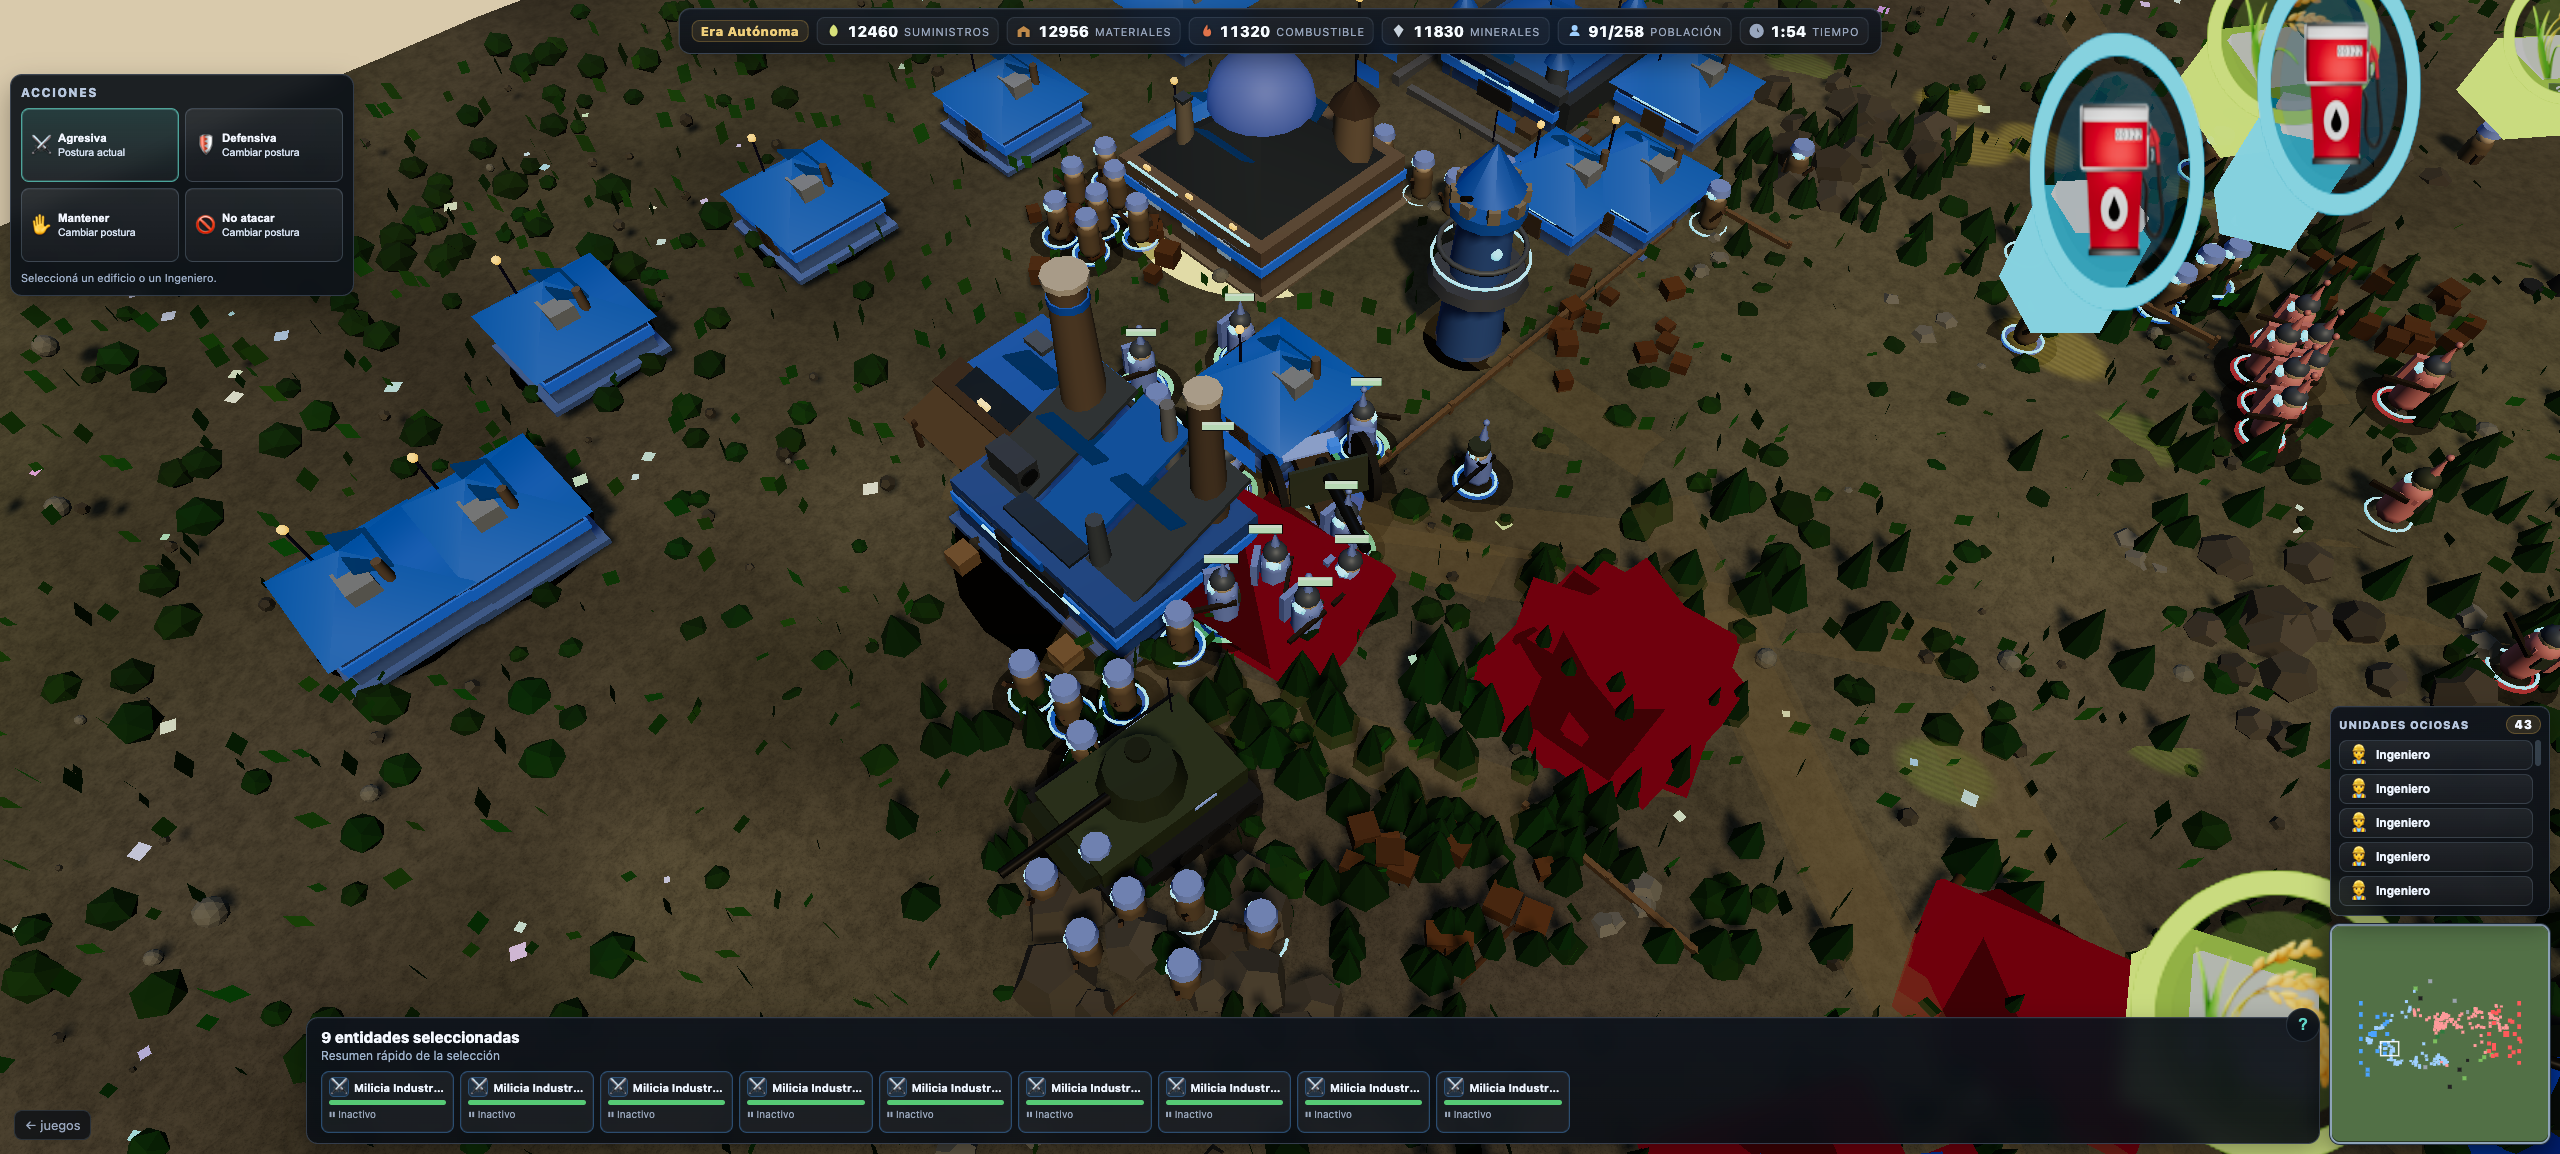 Era Autónoma
12460 SUMINISTROS
12956 MATERIALES
11320 COMBUSTIBLE
11830 MINERALES
91/258 POBLACIÓN
1:54 TIEMPO
ACCIONES
Agresiva
Postura actual
Defensiva
Cambiar postura
Mantener
Cambiar postura
No atacar
Cambiar postura
Seleccioná un edificio o un Ingeniero.
UNIDADES OCIOSAS 43
Ingeniero
Ingeniero
Ingeniero
Ingeniero
Ingeniero
9 entidades seleccionadas
Resumen rápido de la selección
?
Milicia Industr...
Inactivo
Milicia Industr...
Inactivo
Milicia Industr...
Inactivo
Milicia Industr...
Inactivo
Milicia Industr...
Inactivo
Milicia Industr...
Inactivo
Milicia Industr...
Inactivo
Milicia Industr...
Inactivo
Milicia Industr...
Inactivo
← juegos